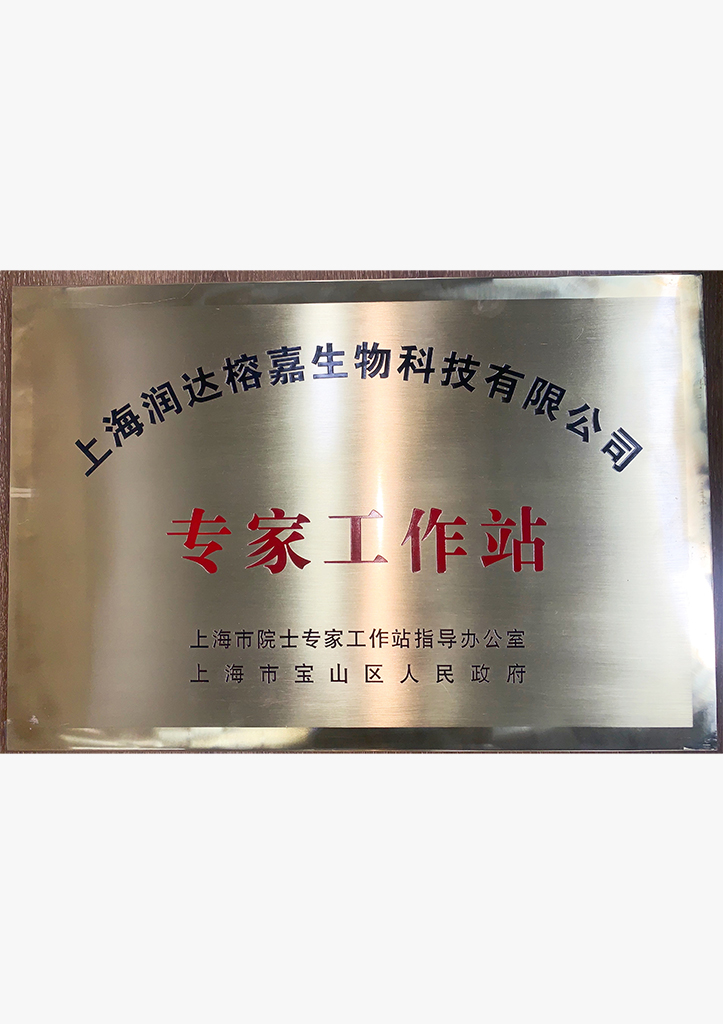 上海润达榕嘉生物科技有限公司
专家工作站
上海市院士专家工作站指导办公室
上海市宝山区人民政府